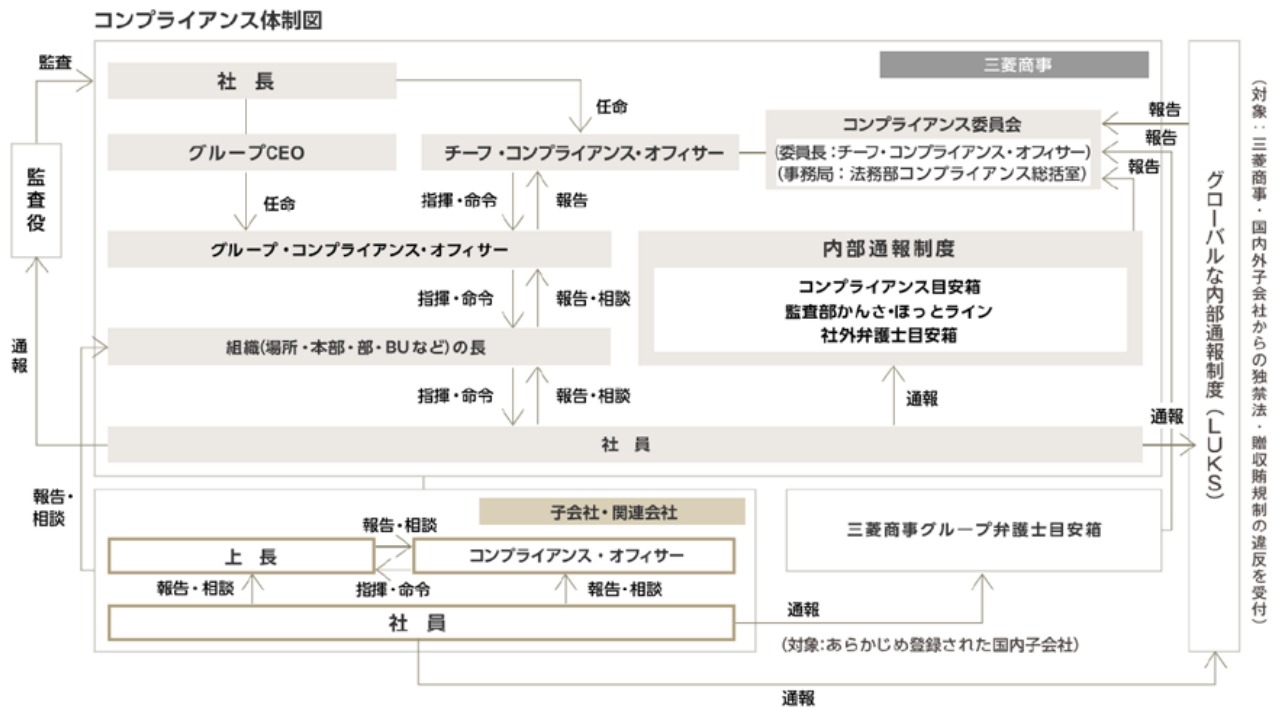 コンプライアンス体制図
監査
社 長
三菱商事
任命
報告
コンプライアンス委員会
報告
グループCEO
チーフ・コンプライアンス・オフィサー
(委員長：チーフ・コンプライアンス・オフィサー)
(事務局：法務部コンプライアンス総括室)
報告
監査役
任命
指揮・命令
報告
グループ・コンプライアンス・オフィサー
内部通報制度
コンプライアンス目安箱
監査部かんさ・ほっとライン
社外弁護士目安箱
指揮・命令
報告・相談
組織(場所・本部・部・BUなど)の長
通報
指揮・命令
報告・相談
通報
通報
社 員
グローバルな内部通報制度（LUKS）
（対象：三菱商事・国内外子会社からの独禁法・贈収賄規制の違反を受付）
報告・
相談
子会社・関連会社
報告・相談
三菱商事グループ弁護士目安箱
上 長
コンプライアンス・オフィサー
報告・相談
指揮・命令
報告・相談
社 員
通報
(対象：あらかじめ登録された国内子会社)
通報